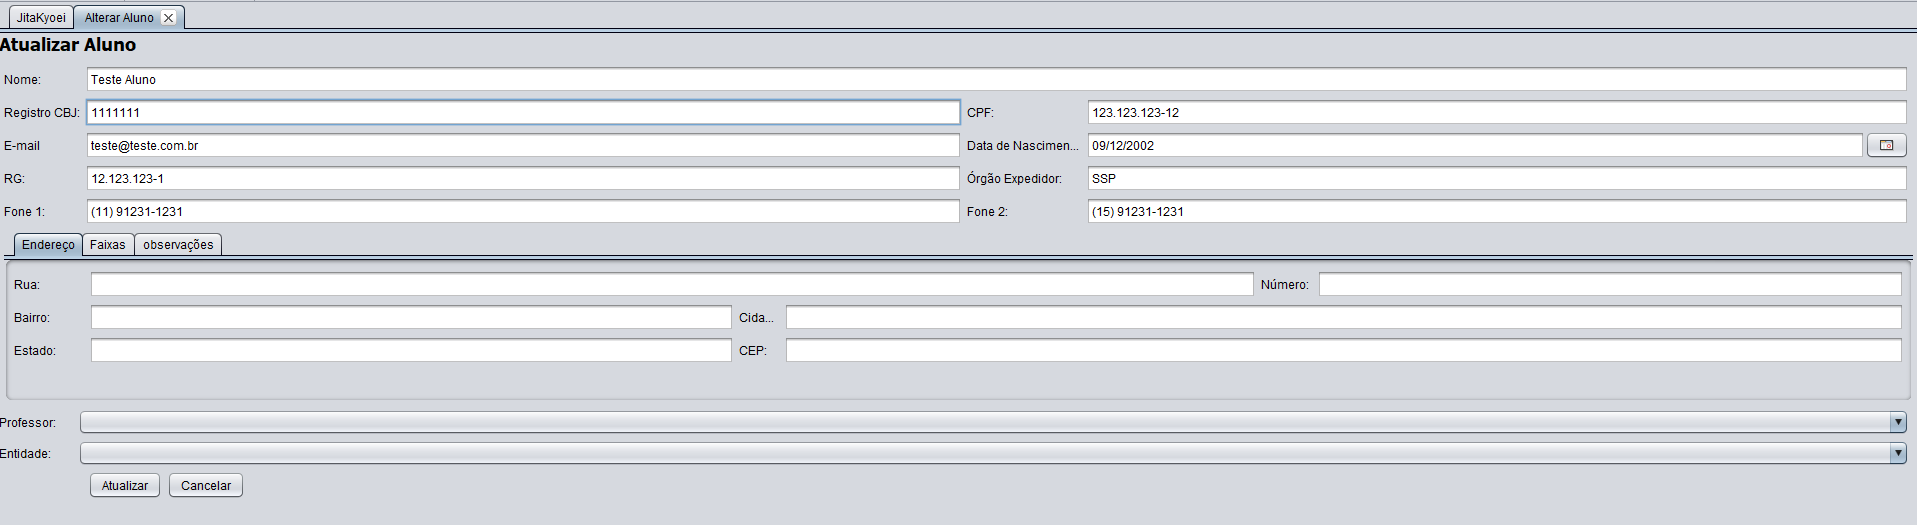 JitaKyoei Alterar Aluno
Atualizar Aluno
Nome: Teste Aluno
Registro CBJ: 1111111 CPF: 123.123.123-12
E-mail teste@teste.com.br Data de Nascimen... 09/12/2002
RG: 12.123.123-1 Órgão Expedidor: SSP
Fone 1: (11) 91231-1231 Fone 2: (15) 91231-1231
Endereço Faixas observações
Rua: Número:
Bairro: Cida...
Estado: CEP:
Professor:
Entidade:
Atualizar Cancelar